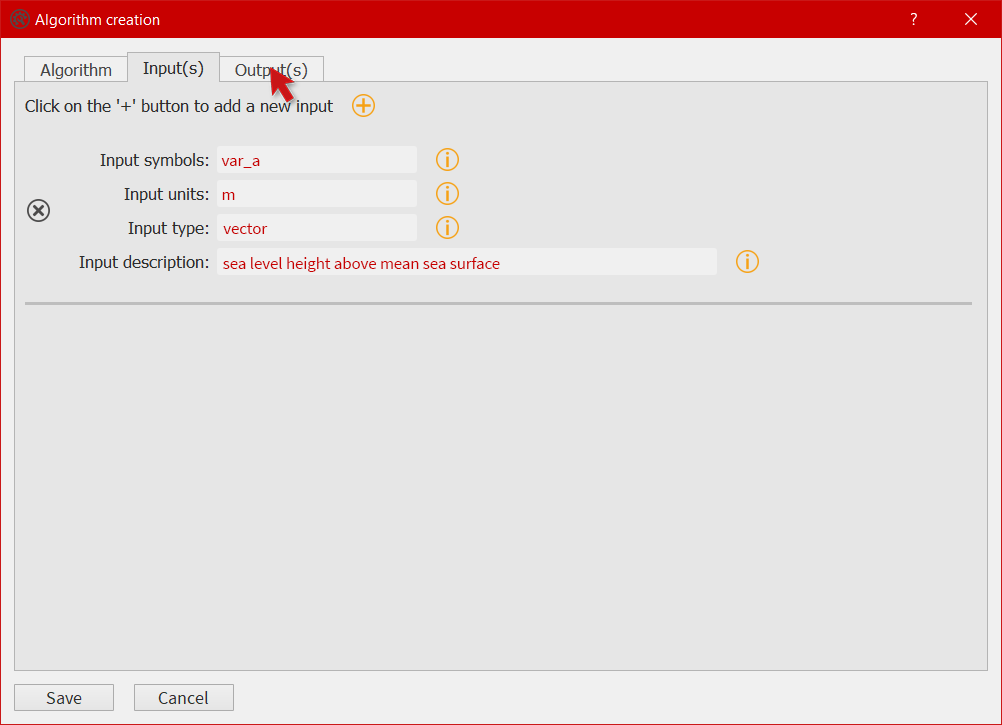 Algorithm creation ?
Algorithm Input(s) Output(s)
Click on the '+' button to add a new input
Input symbols: var_a
Input units: m
Input type: vector
Input description: sea level height above mean sea surface
Save Cancel